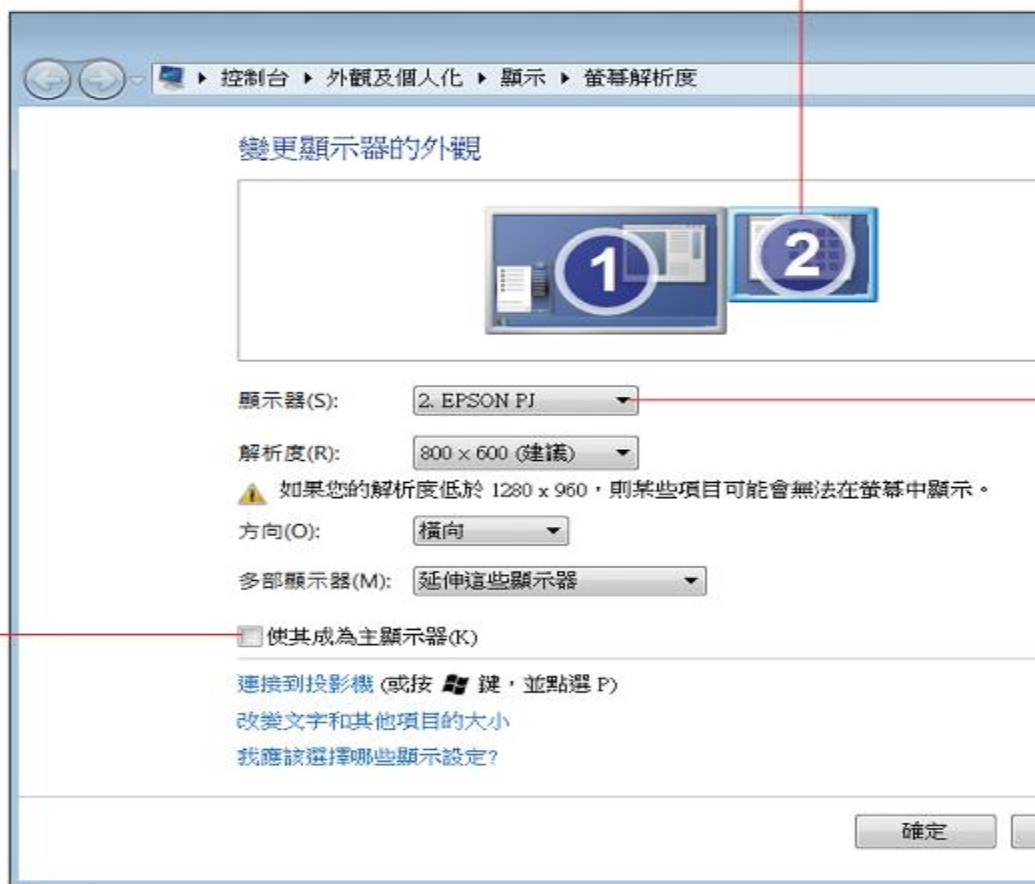 控制台 ▸ 外觀及個人化 ▸ 顯示 ▸ 螢幕解析度
變更顯示器的外觀
1
2
顯示器(S): 2. EPSON PJ
解析度(R): 800 x 600 (建議)
如果您的解析度低於 1280 x 960,則某些項目可能會無法在螢幕中顯示。
方向(O): 橫向
多部顯示器(M): 延伸這些顯示器
使其成為主顯示器(K)
連接到投影機 (或按 鍵,並點選 P)
改變文字和其他項目的大小
我應該選擇哪些顯示設定?
確定